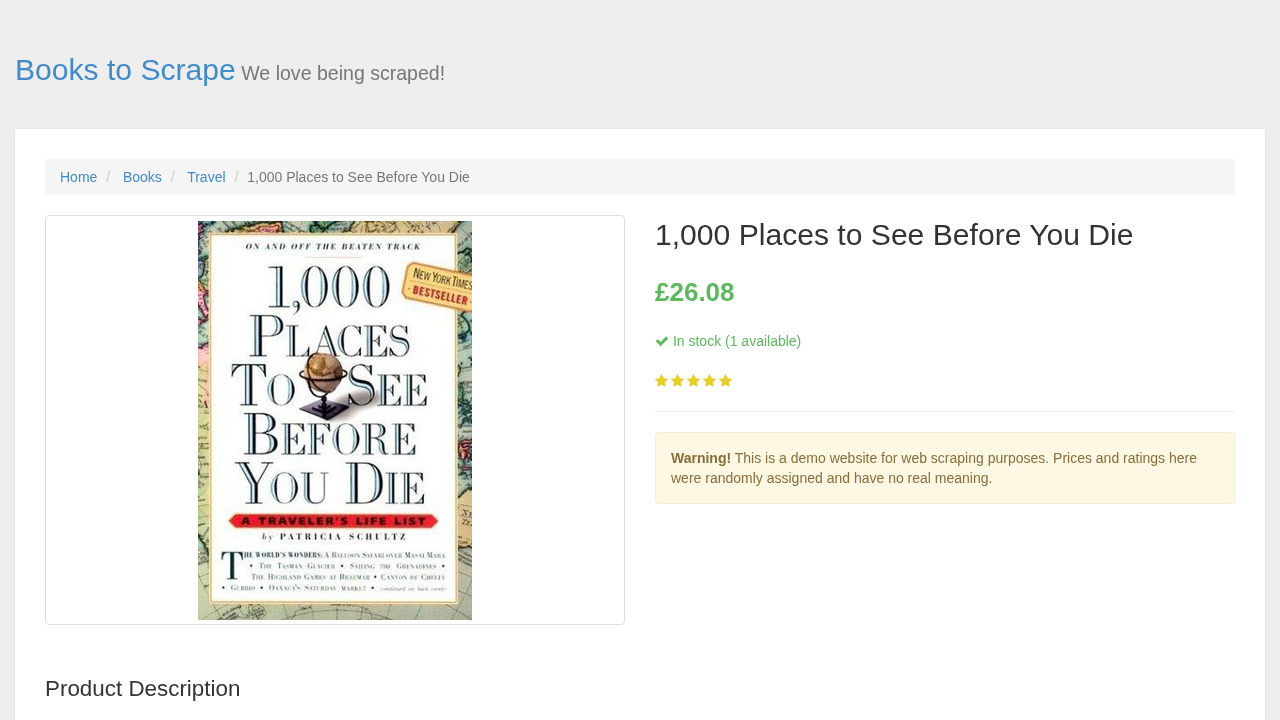 Books to Scrape We love being scraped!
Home / Books / Travel / 1,000 Places to See Before You Die
ON AND OFF THE BEATEN TRACK
1,000
NEW YORK TIMES
BESTSELLER
PLACES
TO SEE
BEFORE
YOU DIE
A TRAVELER'S LIFE LIST
by PATRICIA SCHULTZ
THE WORLD'S WONDERS: A BALLOON SAFARI OVER MASAI MARA
• THE TASMAN GLACIER • SAILING THE GRENADINES •
THE HIGHLAND GAMES AT BRAEMAR • CANYON DE CHELLY
• GUBBIO • OAXACA'S SATURDAY MARKET • (continued on back cover)
1,000 Places to See Before You Die
£26.08
In stock (1 available)
Warning! This is a demo website for web scraping purposes. Prices and ratings here
were randomly assigned and have no real meaning.
Product Description